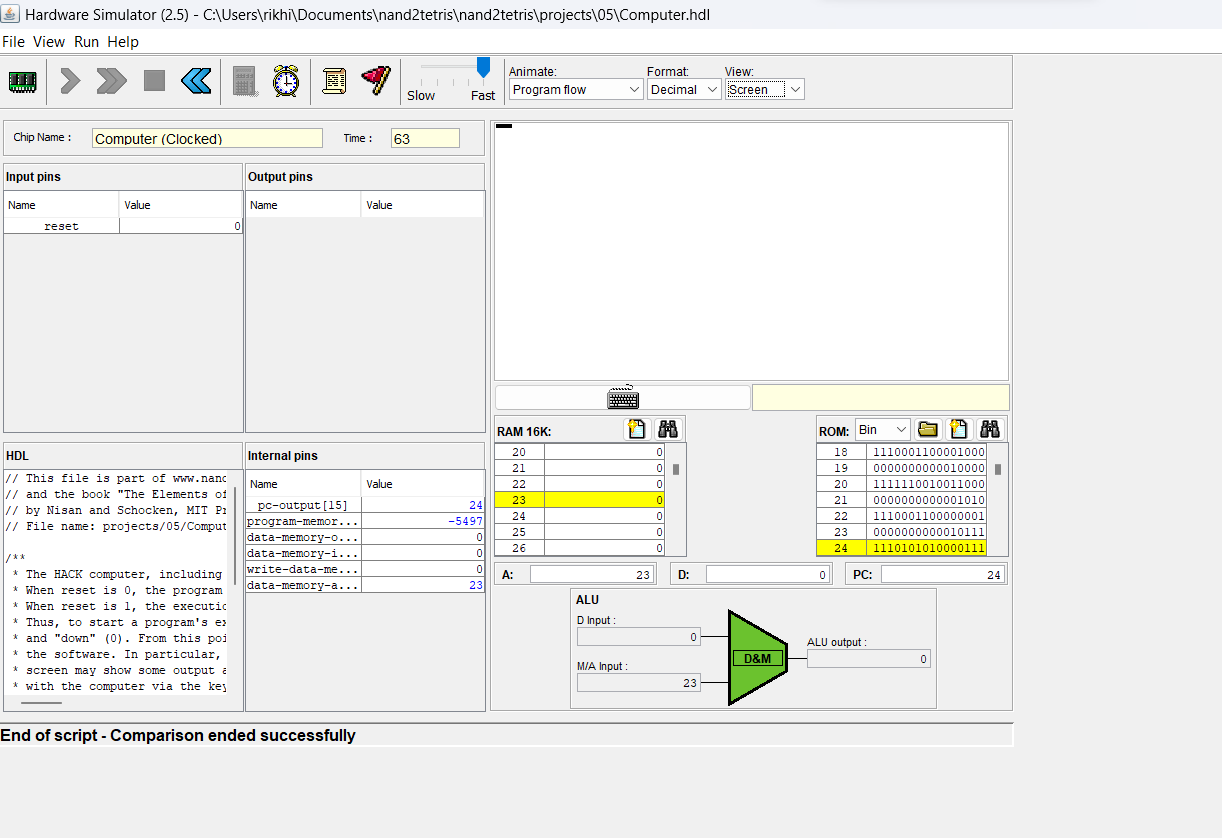 Hardware Simulator (2.5) - C:\Users\rikhi\Documents\nand2tetris\nand2tetris\projects\05\Computer.hdl
File View Run Help
Slow Fast
Animate: Format: View:
Program flow Decimal Screen
Chip Name : Computer (Clocked) Time : 63
Input pins
Name Value
reset 0
Output pins
Name Value
HDL
// This file is part of www.nand
// and the book "The Elements of
// by Nisan and Schocken, MIT Pr
// File name: projects/05/Comput
/**
* The HACK computer, including
* When reset is 0, the program
* When reset is 1, the executio
* Thus, to start a program's ex
* and "down" (0). From this poi
* the software. In particular,
* screen may show some output a
* with the computer via the key
Internal pins
Name Value
pc-output[15] 24
program-memor... -5497
data-memory-o... 0
data-memory-i... 0
write-data-me... 0
data-memory-a... 23
RAM 16K:
20 0
21 0
22 0
23 0
24 0
25 0
26 0
ROM: Bin
18 1110001100001000
19 0000000000010000
20 1111110010011000
21 0000000000001010
22 1110001100000001
23 0000000000010111
24 1110101010000111
A: 23 D: 0 PC: 24
ALU
D Input :
0
M/A Input :
23
D&M
ALU output :
0
End of script - Comparison ended successfully